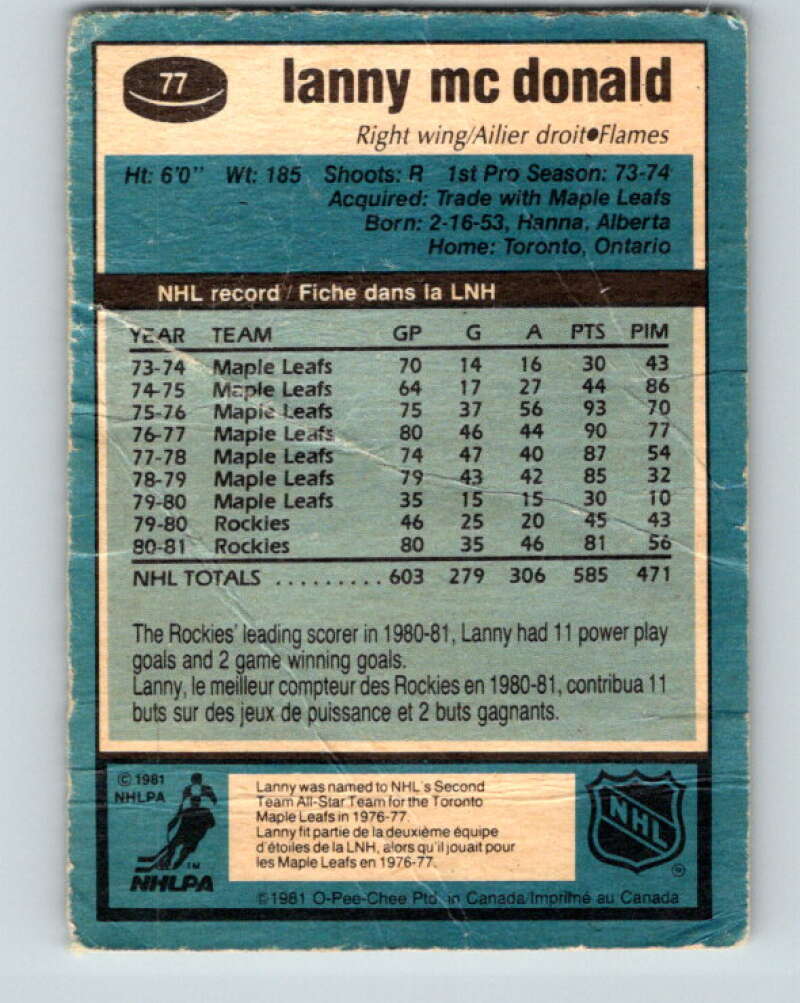 77
lanny mc donald
Right wing/Ailier droit●Flames
Ht: 6'0" Wt: 185 Shoots: R 1st Pro Season: 73-74
Acquired: Trade with Maple Leafs
Born: 2-16-53, Hanna, Alberta
Home: Toronto, Ontario
NHL record / Fiche dans la LNH
YEAR TEAM GP G A PTS PIM
73-74 Maple Leafs 70 14 16 30 43
74-75 Maple Leafs 64 17 27 44 86
75-76 Maple Leafs 75 37 56 93 70
76-77 Maple Leafs 80 46 44 90 77
77-78 Maple Leafs 74 47 40 87 54
78-79 Maple Leafs 79 43 42 85 32
79-80 Maple Leafs 35 15 15 30 10
79-80 Rockies 46 25 20 45 43
80-81 Rockies 80 35 46 81 56
NHL TOTALS ......... 603 279 306 585 471
The Rockies' leading scorer in 1980-81, Lanny had 11 power play
goals and 2 game winning goals.
Lanny, le meilleur compteur des Rockies en 1980-81, contribua 11
buts sur des jeux de puissance et 2 buts gagnants.
© 1981
NHLPA
TM
NHLPA
Lanny was named to NHL's Second
Team All-Star Team for the Toronto
Maple Leafs in 1976-77.
Lanny fit partie de la deuxième équipe
d'étoiles de la LNH, alors qu'il jouait pour
les Maple Leafs en 1976-77.
NHL
®
© 1981 O-Pee-Chee Ptd. in Canada/Imprimé au Canada